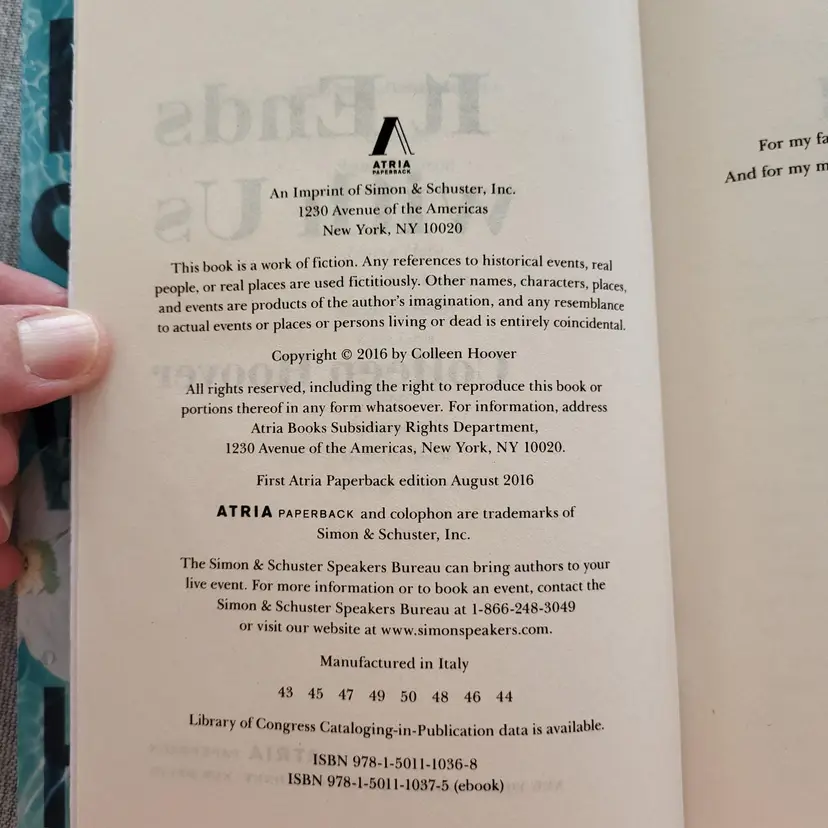 ATRIA
PAPERBACK
An Imprint of Simon & Schuster, Inc.
1230 Avenue of the Americas
New York, NY 10020
This book is a work of fiction. Any references to historical events, real
people, or real places are used fictitiously. Other names, characters, places,
and events are products of the author's imagination, and any resemblance
to actual events or places or persons living or dead is entirely coincidental.
Copyright © 2016 by Colleen Hoover
All rights reserved, including the right to reproduce this book or
portions thereof in any form whatsoever. For information, address
Atria Books Subsidiary Rights Department,
1230 Avenue of the Americas, New York, NY 10020.
First Atria Paperback edition August 2016
ATRIA PAPERBACK and colophon are trademarks of
Simon & Schuster, Inc.
The Simon & Schuster Speakers Bureau can bring authors to your
live event. For more information or to book an event, contact the
Simon & Schuster Speakers Bureau at 1-866-248-3049
or visit our website at www.simonspeakers.com.
Manufactured in Italy
43 45 47 49 50 48 46 44
Library of Congress Cataloging-in-Publication data is available.
ISBN 978-1-5011-1036-8
ISBN 978-1-5011-1037-5 (ebook)
For my
And for my